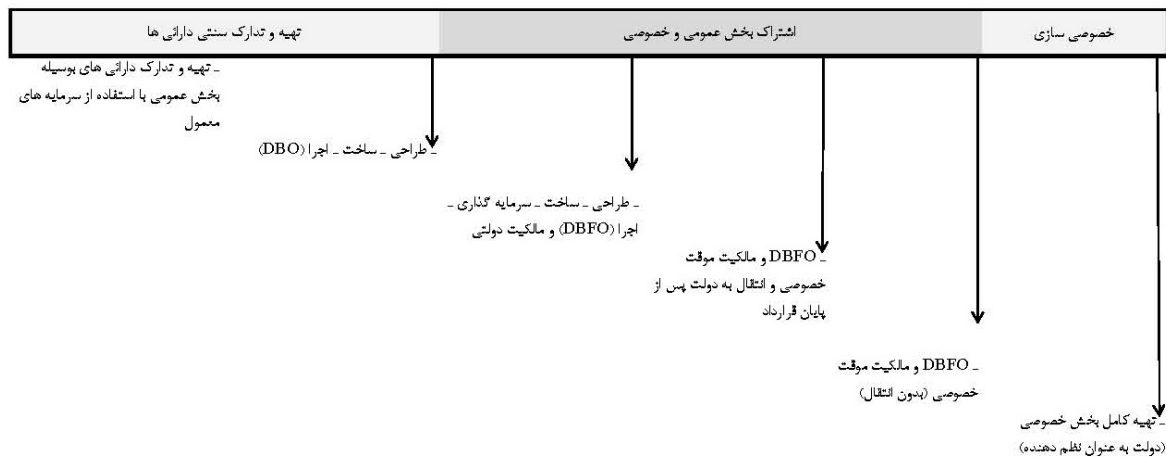 خصوصی سازی
اشتراک بخش عمومی و خصوصی
تهیه و تدارک سنتی دارائی ها
ـ تهیه و تدارک دارائی های بوسیله
بخش عمومی با استفاده از سرمایه های
معمول
ـ طراحی ـ ساخت ـ اجرا (DBO)
ـ طراحی ـ ساخت ـ سرمایه گذاری ـ
اجرا (DBFO) و مالکیت دولتی
ـ DBFO و مالکیت موقت
خصوصی و انتقال به دولت پس از
پایان قرارداد
ـ DBFO و مالکیت موقت
خصوصی (بدون انتقال)
ـ تهیه کامل بخش خصوصی
(دولت به عنوان نظم دهنده)